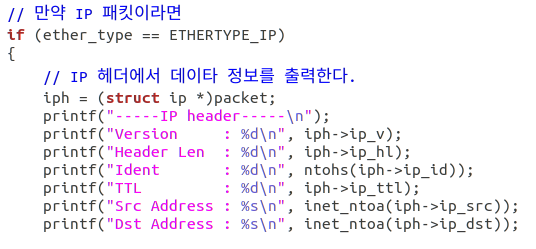 // 만약 IP 패킷이라면
if (ether_type == ETHERTYPE_IP)
{
    // IP 헤더에서 데이타 정보를 출력한다.
    iph = (struct ip *)packet;
    printf("-----IP header-----\n");
    printf("Version     : %d\n", iph->ip_v);
    printf("Header Len  : %d\n", iph->ip_hl);
    printf("Ident       : %d\n", ntohs(iph->ip_id));
    printf("TTL         : %d\n", iph->ip_ttl);
    printf("Src Address : %s\n", inet_ntoa(iph->ip_src));
    printf("Dst Address : %s\n", inet_ntoa(iph->ip_dst));